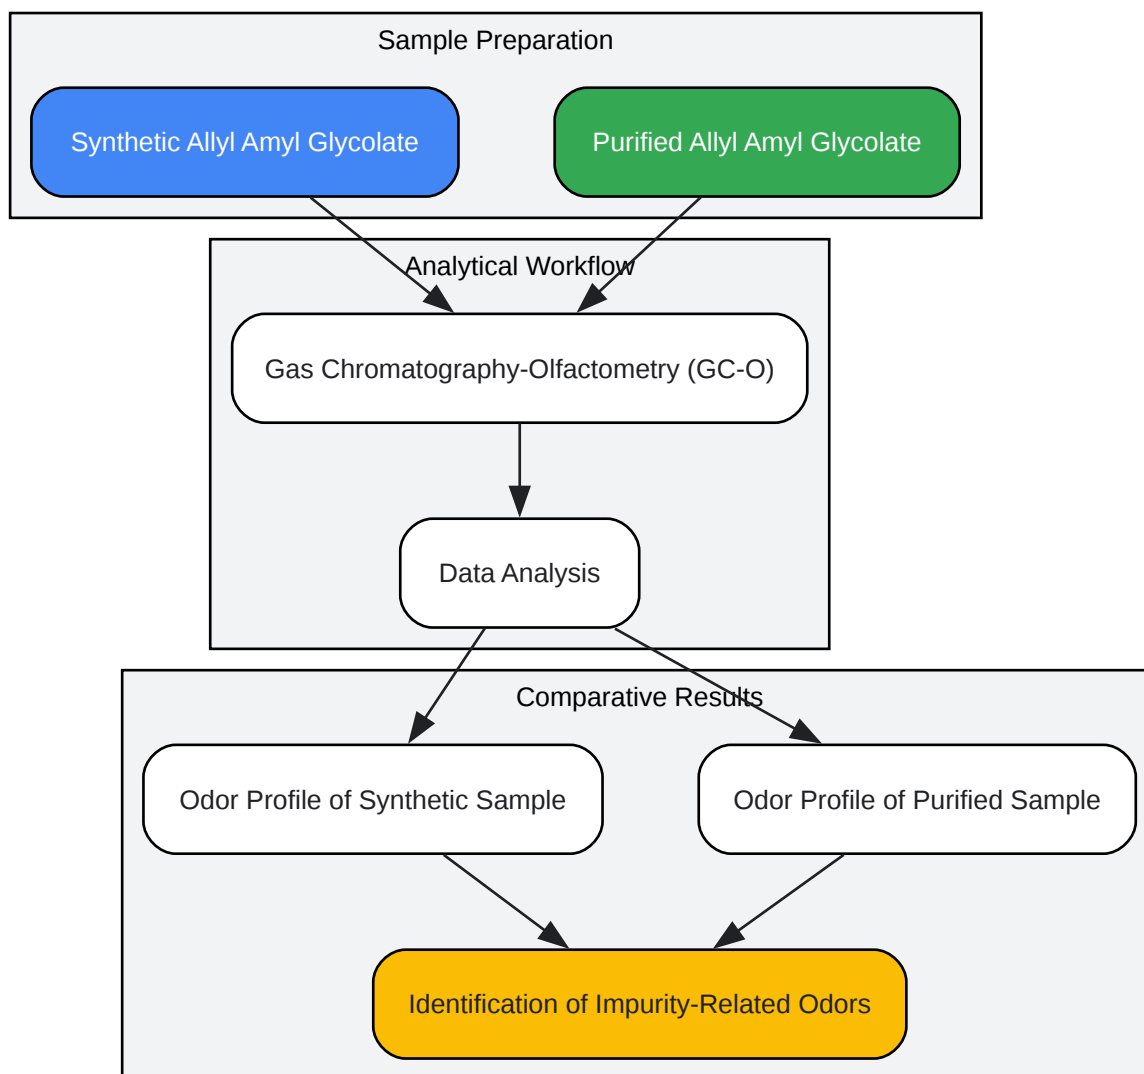 Sample Preparation
Synthetic Allyl Amyl Glycolate
Purified Allyl Amyl Glycolate
Analytical Workflow
Gas Chromatography-Olfactometry (GC-O)
Data Analysis
Comparative Results
Odor Profile of Synthetic Sample
Odor Profile of Purified Sample
Identification of Impurity-Related Odors